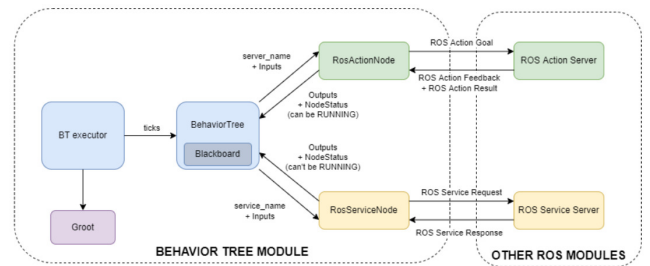 ROS Action Goal
server_name
+ Inputs
RosActionNode
ROS Action Server
ROS Action Feedback
+ ROS Action Result
Outputs
+ NodeStatus
(can be RUNNING)
BT executor
ticks
BehaviorTree
Blackboard
Outputs
+ NodeStatus
(can't be RUNNING)
ROS Service Request
service_name
+ Inputs
RosServiceNode
ROS Service Server
Groot
ROS Service Response
BEHAVIOR TREE MODULE
OTHER ROS MODULES